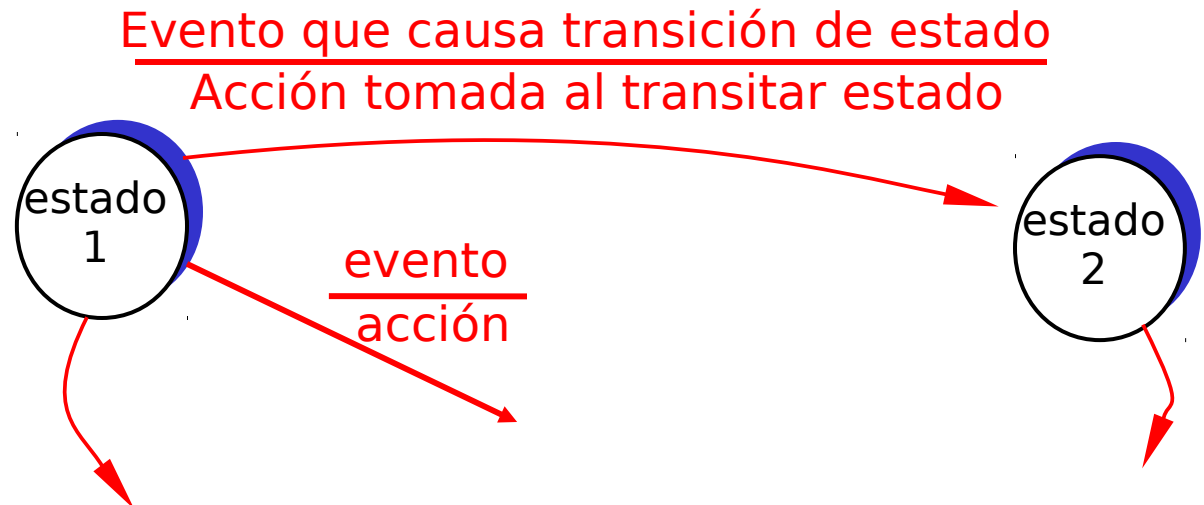 Evento que causa transición de estado
Acción tomada al transitar estado
estado
1
estado
2
evento
acción